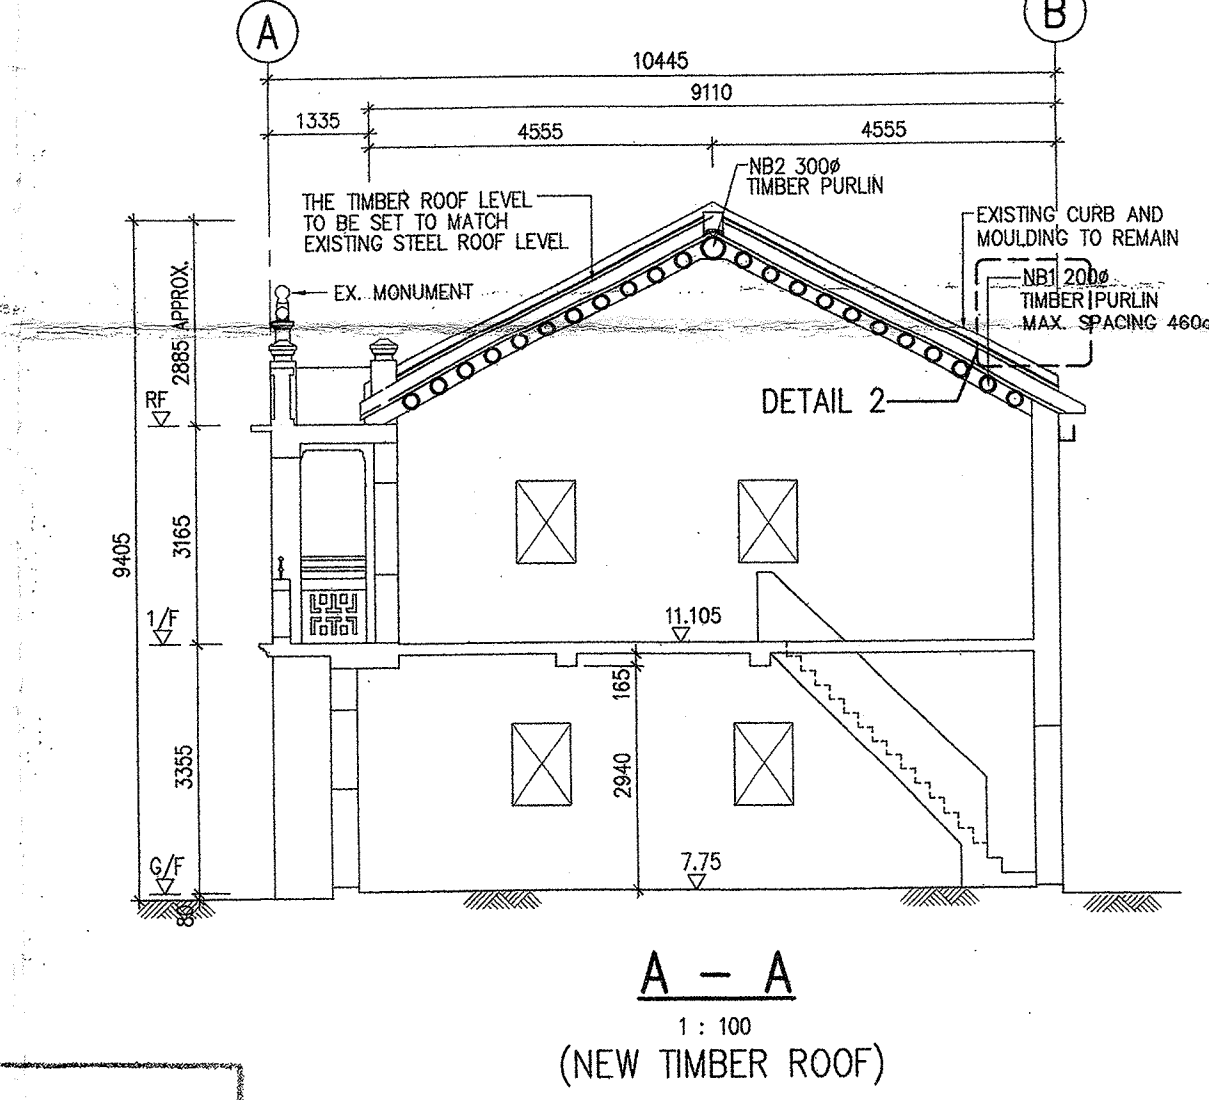 A
B
10445
9110
1335
4555
4555
NB2 300ø
TIMBER PURLIN
THE TIMBER ROOF LEVEL
TO BE SET TO MATCH
EXISTING STEEL ROOF LEVEL
EXISTING CURB AND
MOULDING TO REMAIN
NB1 200ø
TIMBER PURLIN
MAX. SPACING 460
EX. MONUMENT
2885 APPROX.
RF
DETAIL 2
9405
3165
1/F
11.105
165
3355
2940
G/F
7.75
80
A - A
1 : 100
(NEW TIMBER ROOF)